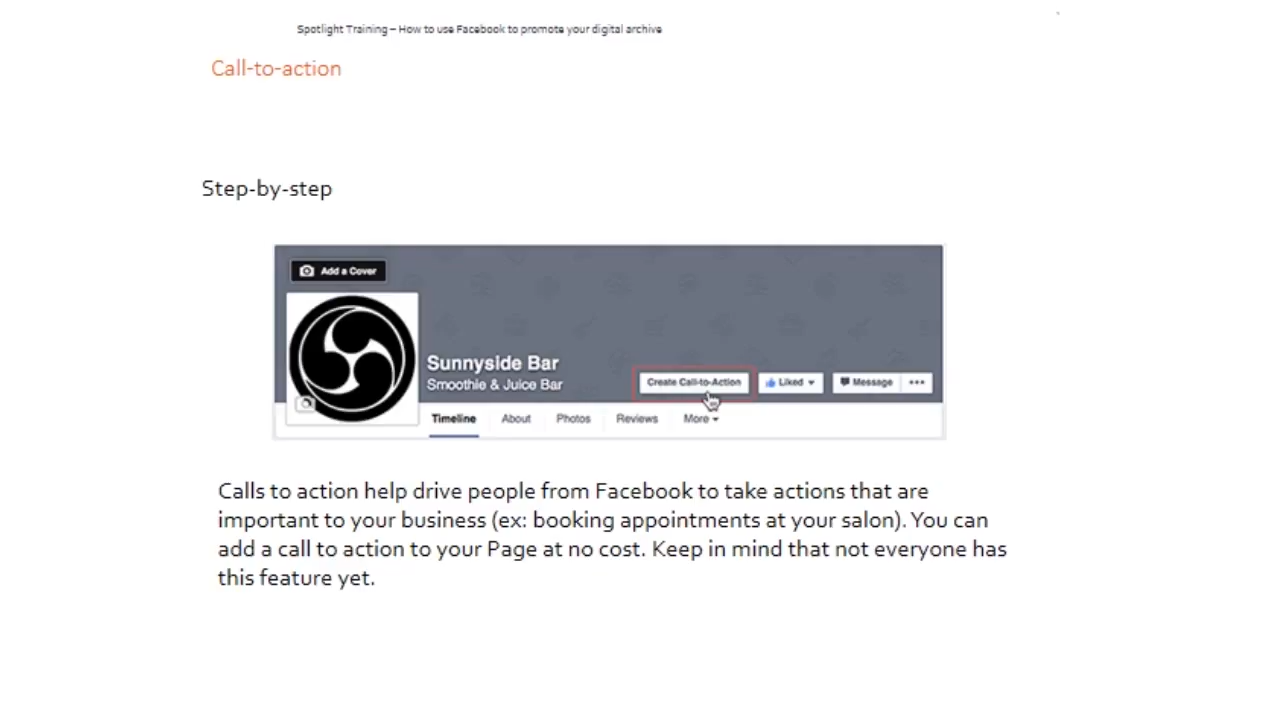 Spotlight Training – How to use Facebook to promote your digital archive
Call-to-action
Step-by-step
Add a Cover
Sunnyside Bar
Smoothie & Juice Bar
Create Call-to-Action
Liked
Message
Timeline
About
Photos
Reviews
More
Calls to action help drive people from Facebook to take actions that are
important to your business (ex: booking appointments at your salon). You can
add a call to action to your Page at no cost. Keep in mind that not everyone has
this feature yet.